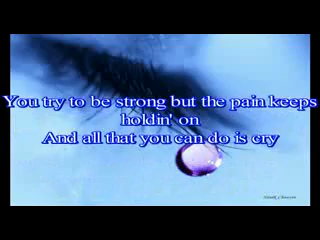 You try to be strong but the pain keeps
holdin' on
And all that you can do is cry